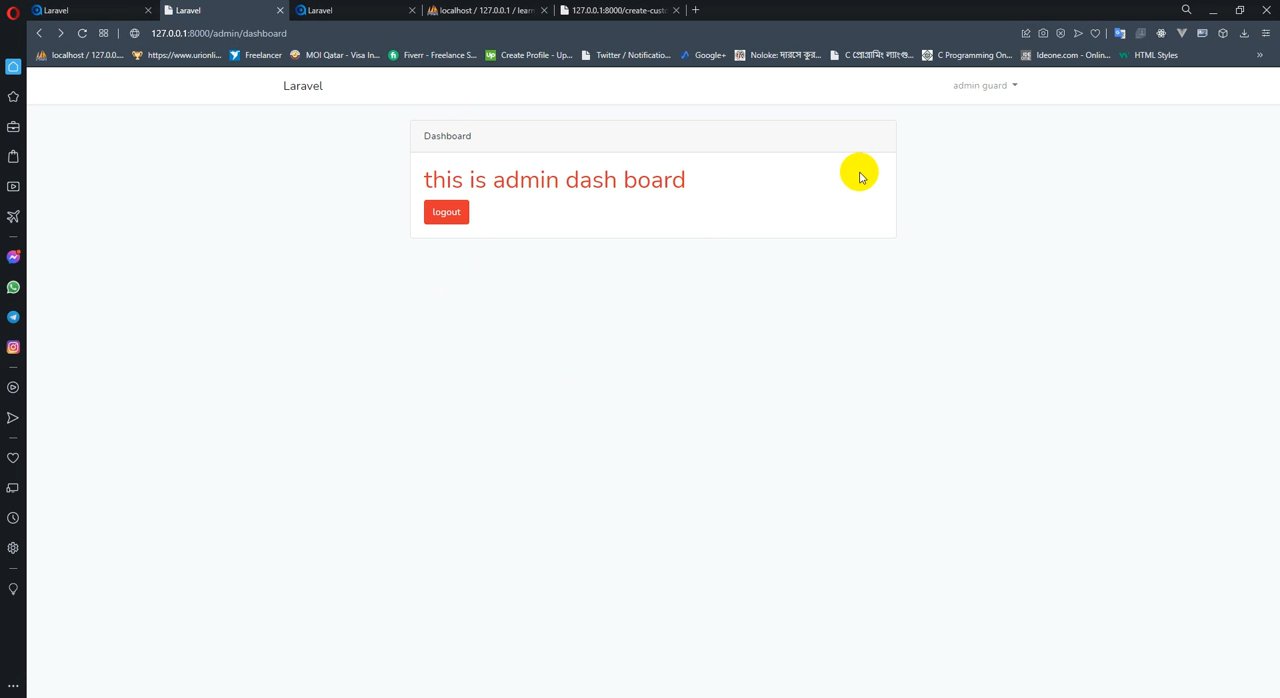 Laravel
Laravel
Laravel
localhost / 127.0.0.1 / learn
127.0.0.1:8000/create-cust
127.0.0.1:8000/admin/dashboard
localhost / 127.0.0....
https://www.urionli...
Freelancer
MOI Qatar - Visa In...
Fiverr - Freelance S...
Create Profile - Up...
Twitter / Notificatio...
Google+
C Programming On...
Ideone.com - Onlin...
HTML Styles
Laravel
admin guard
Dashboard
this is admin dash board
logout